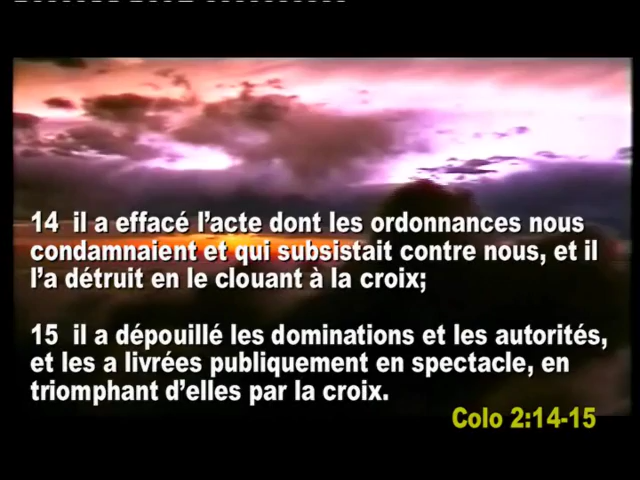 14 il a effacé l'acte dont les ordonnances nous
condamnaient et qui subsistait contre nous, et il
l'a détruit en le clouant à la croix;
15 il a dépouillé les dominations et les autorités,
et les a livrées publiquement en spectacle, en
triomphant d'elles par la croix.
Colo 2:14-15